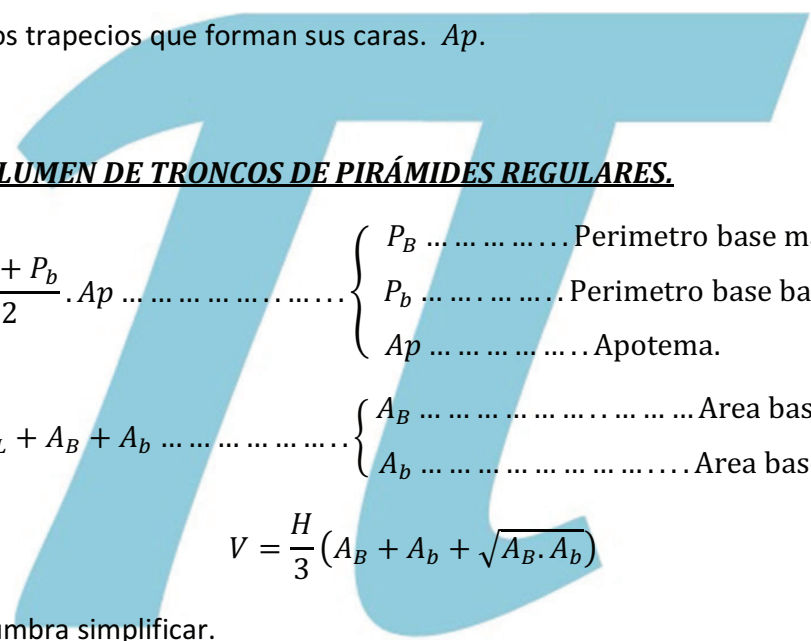 os trapecios que forman sus caras. Ap.
LUMEN DE TRONCOS DE PIRÁMIDES REGULARES.
+ P_b / 2 . Ap … … … … … . . … … . { P_B … … … … . . . Perimetro base m
P_b … … . … … . . Perimetro base ba
Ap … … … … … . . Apotema.
L + A_B + A_b … … … … … … . . { A_B … … … … … … . . … … … Area bas
A_b … … … … … … … … . . . . Area bas
V = H/3 (A_B + A_b + √(A_B. A_b))
umbra simplificar.